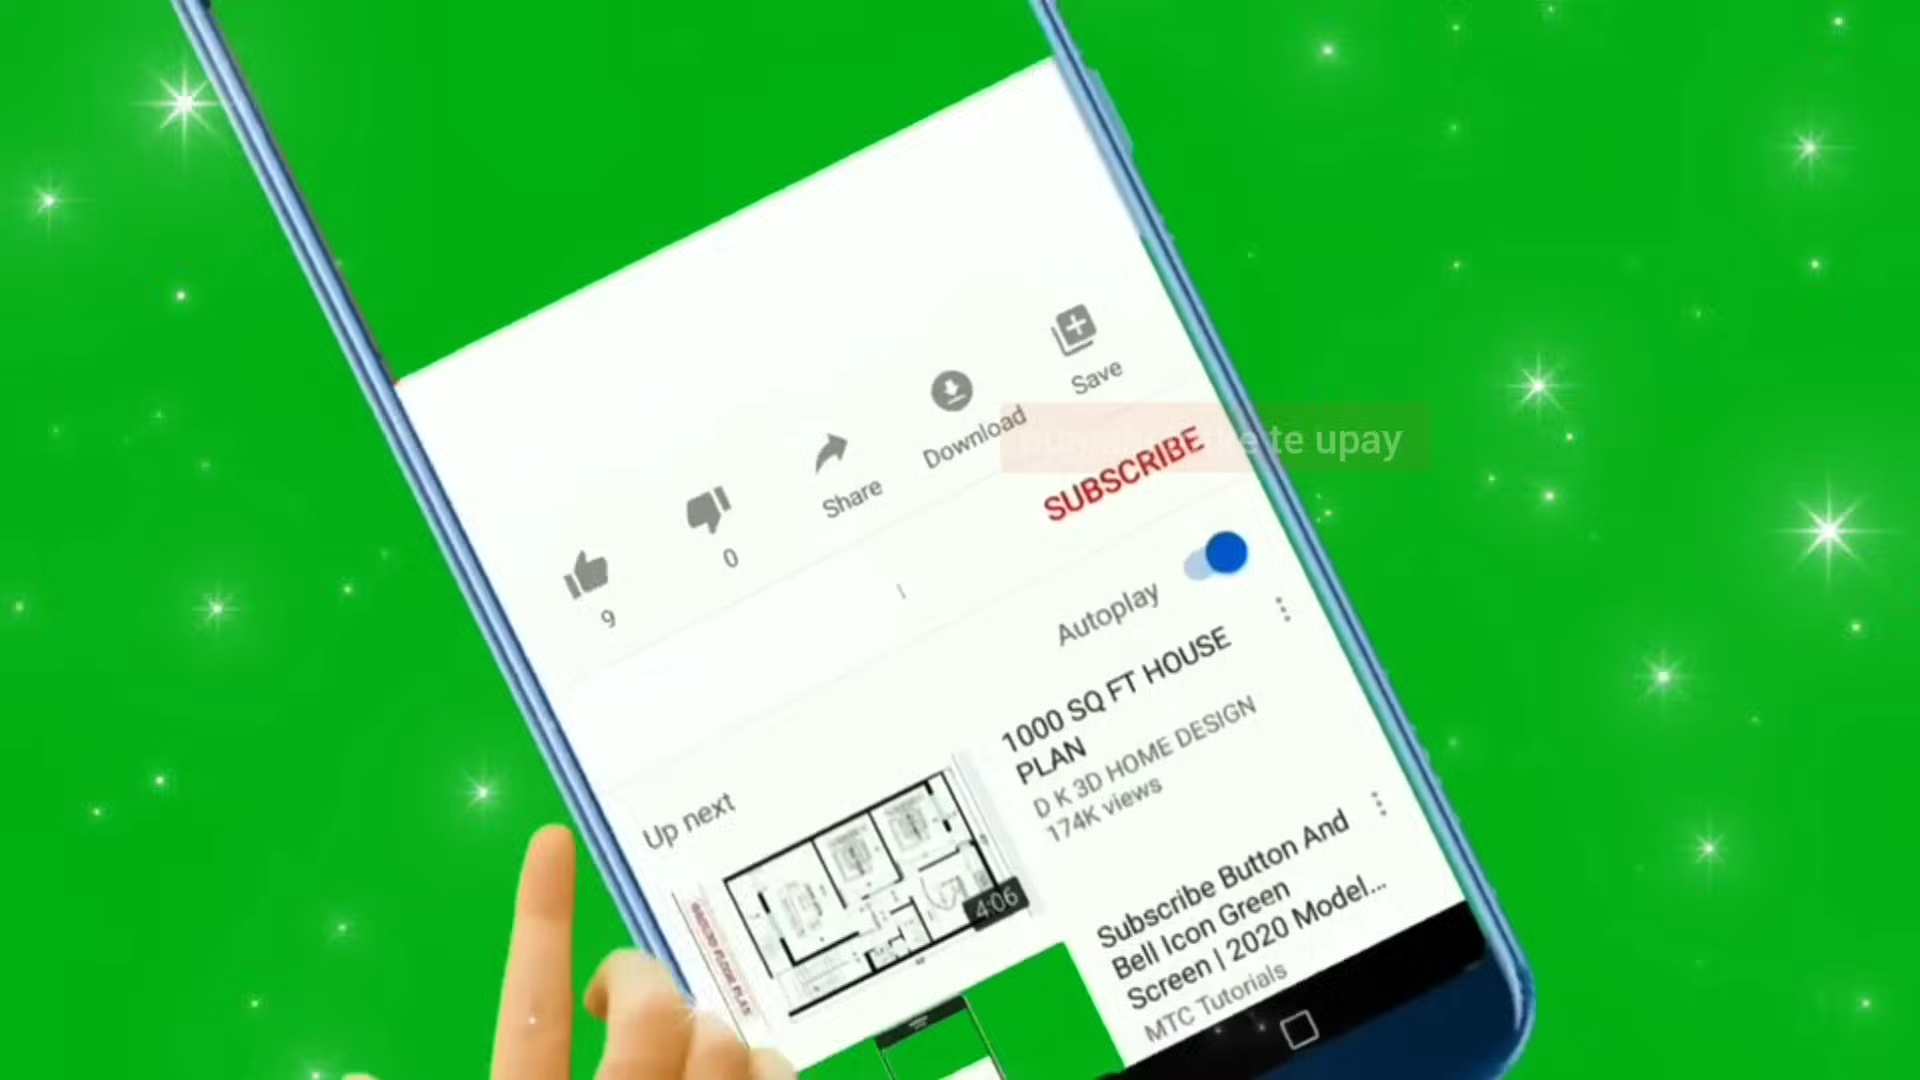 Save
Download
te upay
SUBSCRIBE
Share
0
9
Autoplay
Up next
1000 SQ FT HOUSE
PLAN
D K 3D HOME DESIGN
174K views
4:06
Subscribe Button And
Bell Icon Green
Screen | 2020 Model...
MTC Tutorials